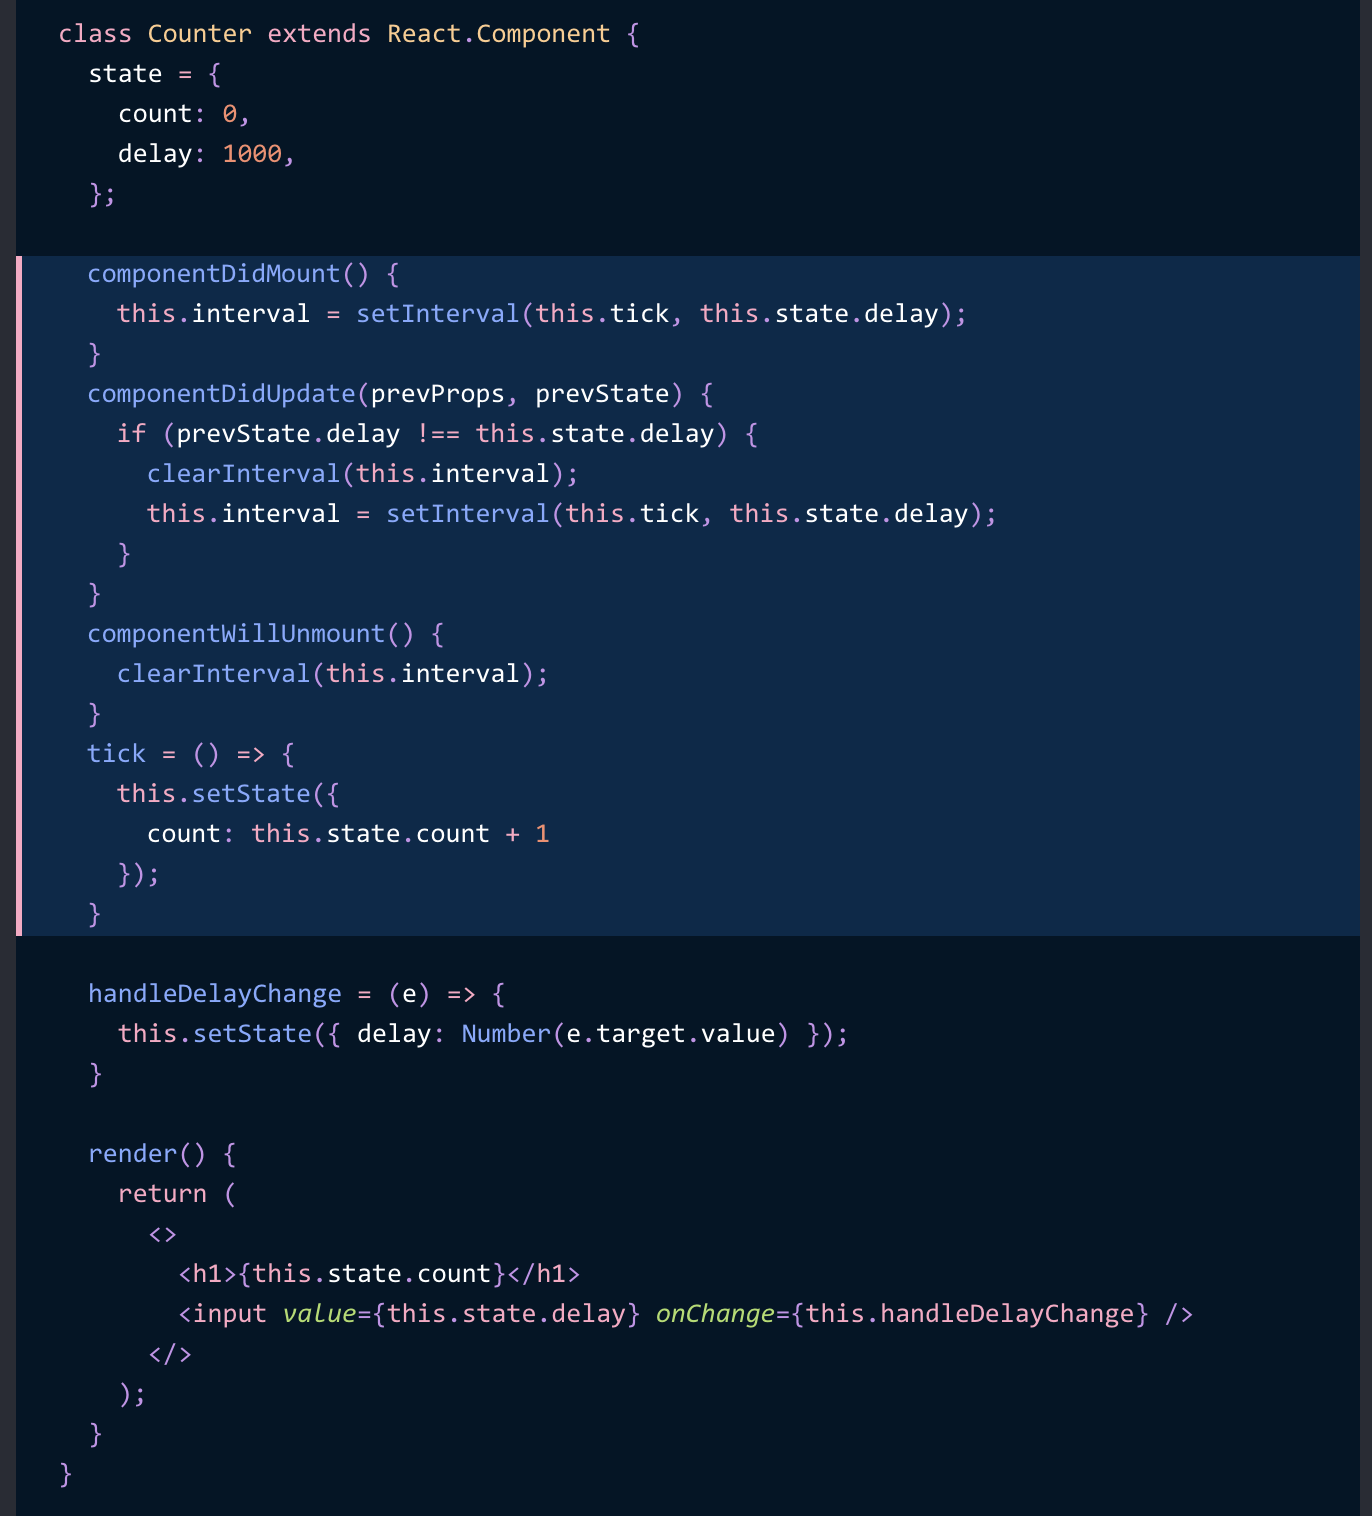 class Counter extends React.Component {
  state = {
    count: 0,
    delay: 1000,
  };

  componentDidMount() {
    this.interval = setInterval(this.tick, this.state.delay);
  }
  componentDidUpdate(prevProps, prevState) {
    if (prevState.delay !== this.state.delay) {
      clearInterval(this.interval);
      this.interval = setInterval(this.tick, this.state.delay);
    }
  }
  componentWillUnmount() {
    clearInterval(this.interval);
  }
  tick = () => {
    this.setState({
      count: this.state.count + 1
    });
  }

  handleDelayChange = (e) => {
    this.setState({ delay: Number(e.target.value) });
  }

  render() {
    return (
      <>
        <h1>{this.state.count}</h1>
        <input value={this.state.delay} onChange={this.handleDelayChange} />
      </>
    );
  }
}